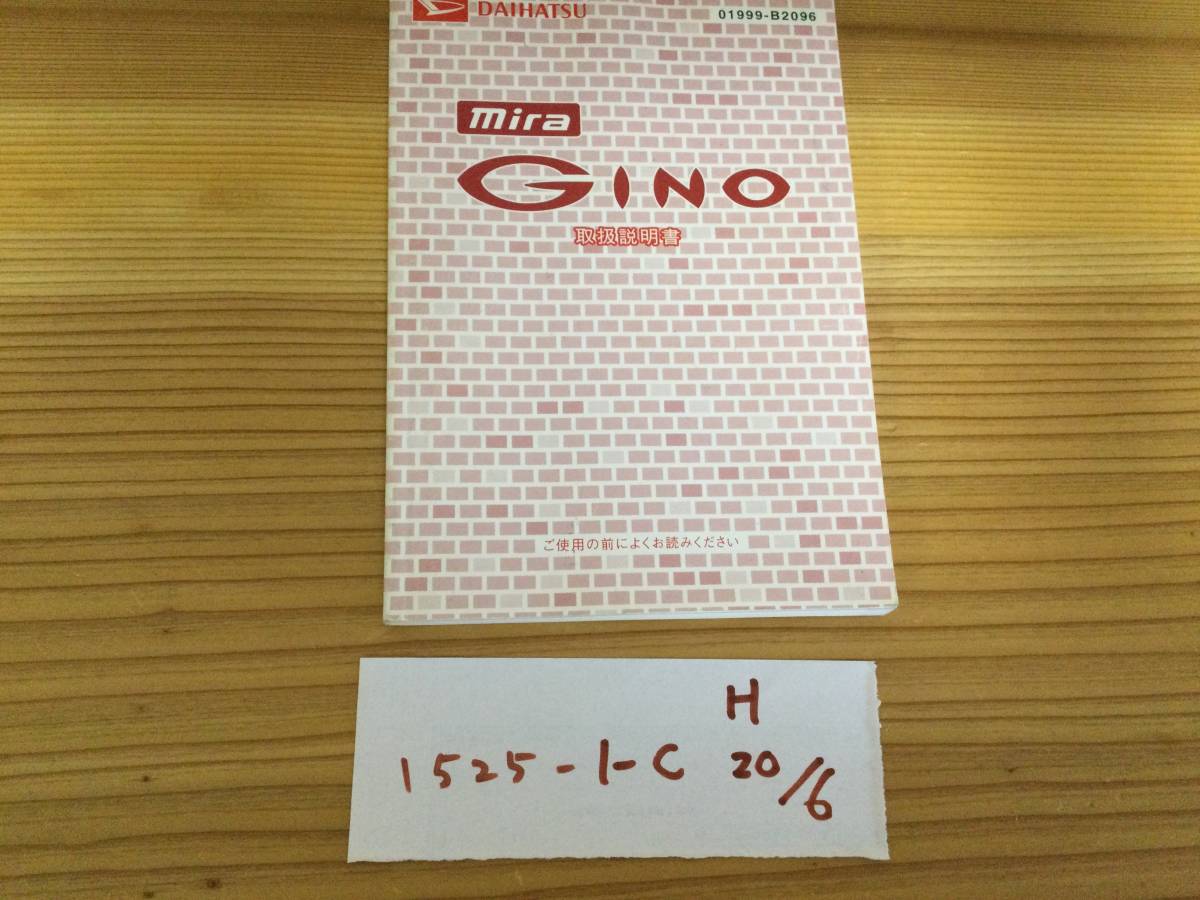 DAIHATSU
01999-B2096
mira
GINO
取扱説明書
ご使用の前によくお読みください
H
1525-1-C 20/6